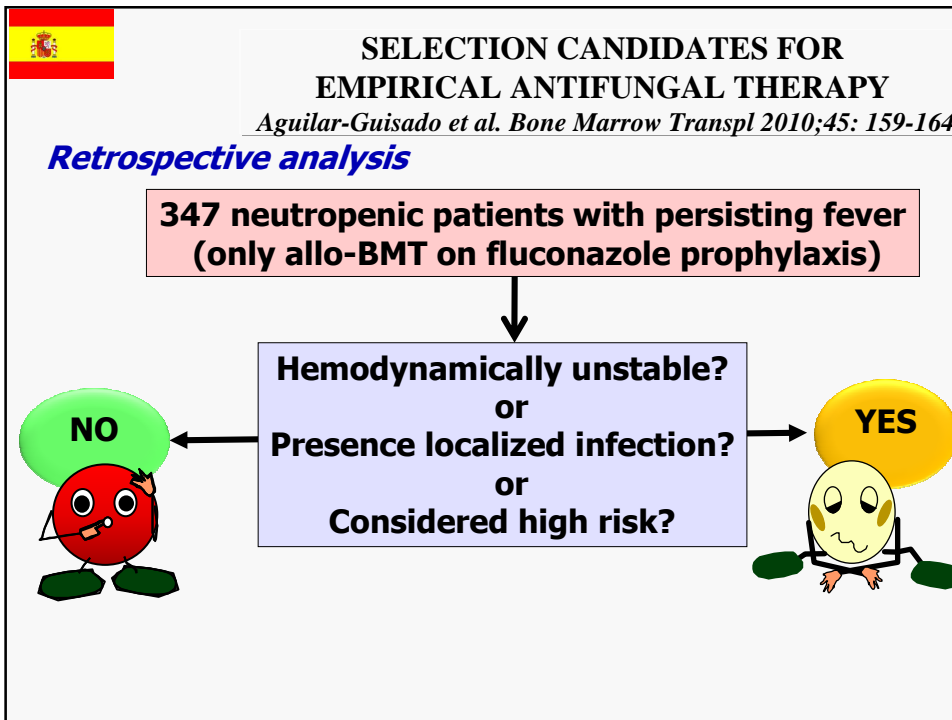 SELECTION CANDIDATES FOR
EMPIRICAL ANTIFUNGAL THERAPY
Aguilar-Guisado et al. Bone Marrow Transpl 2010;45: 159-164
Retrospective analysis
347 neutropenic patients with persisting fever
(only allo-BMT on fluconazole prophylaxis)
Hemodynamically unstable?
or
Presence localized infection?
or
Considered high risk?
NO
YES